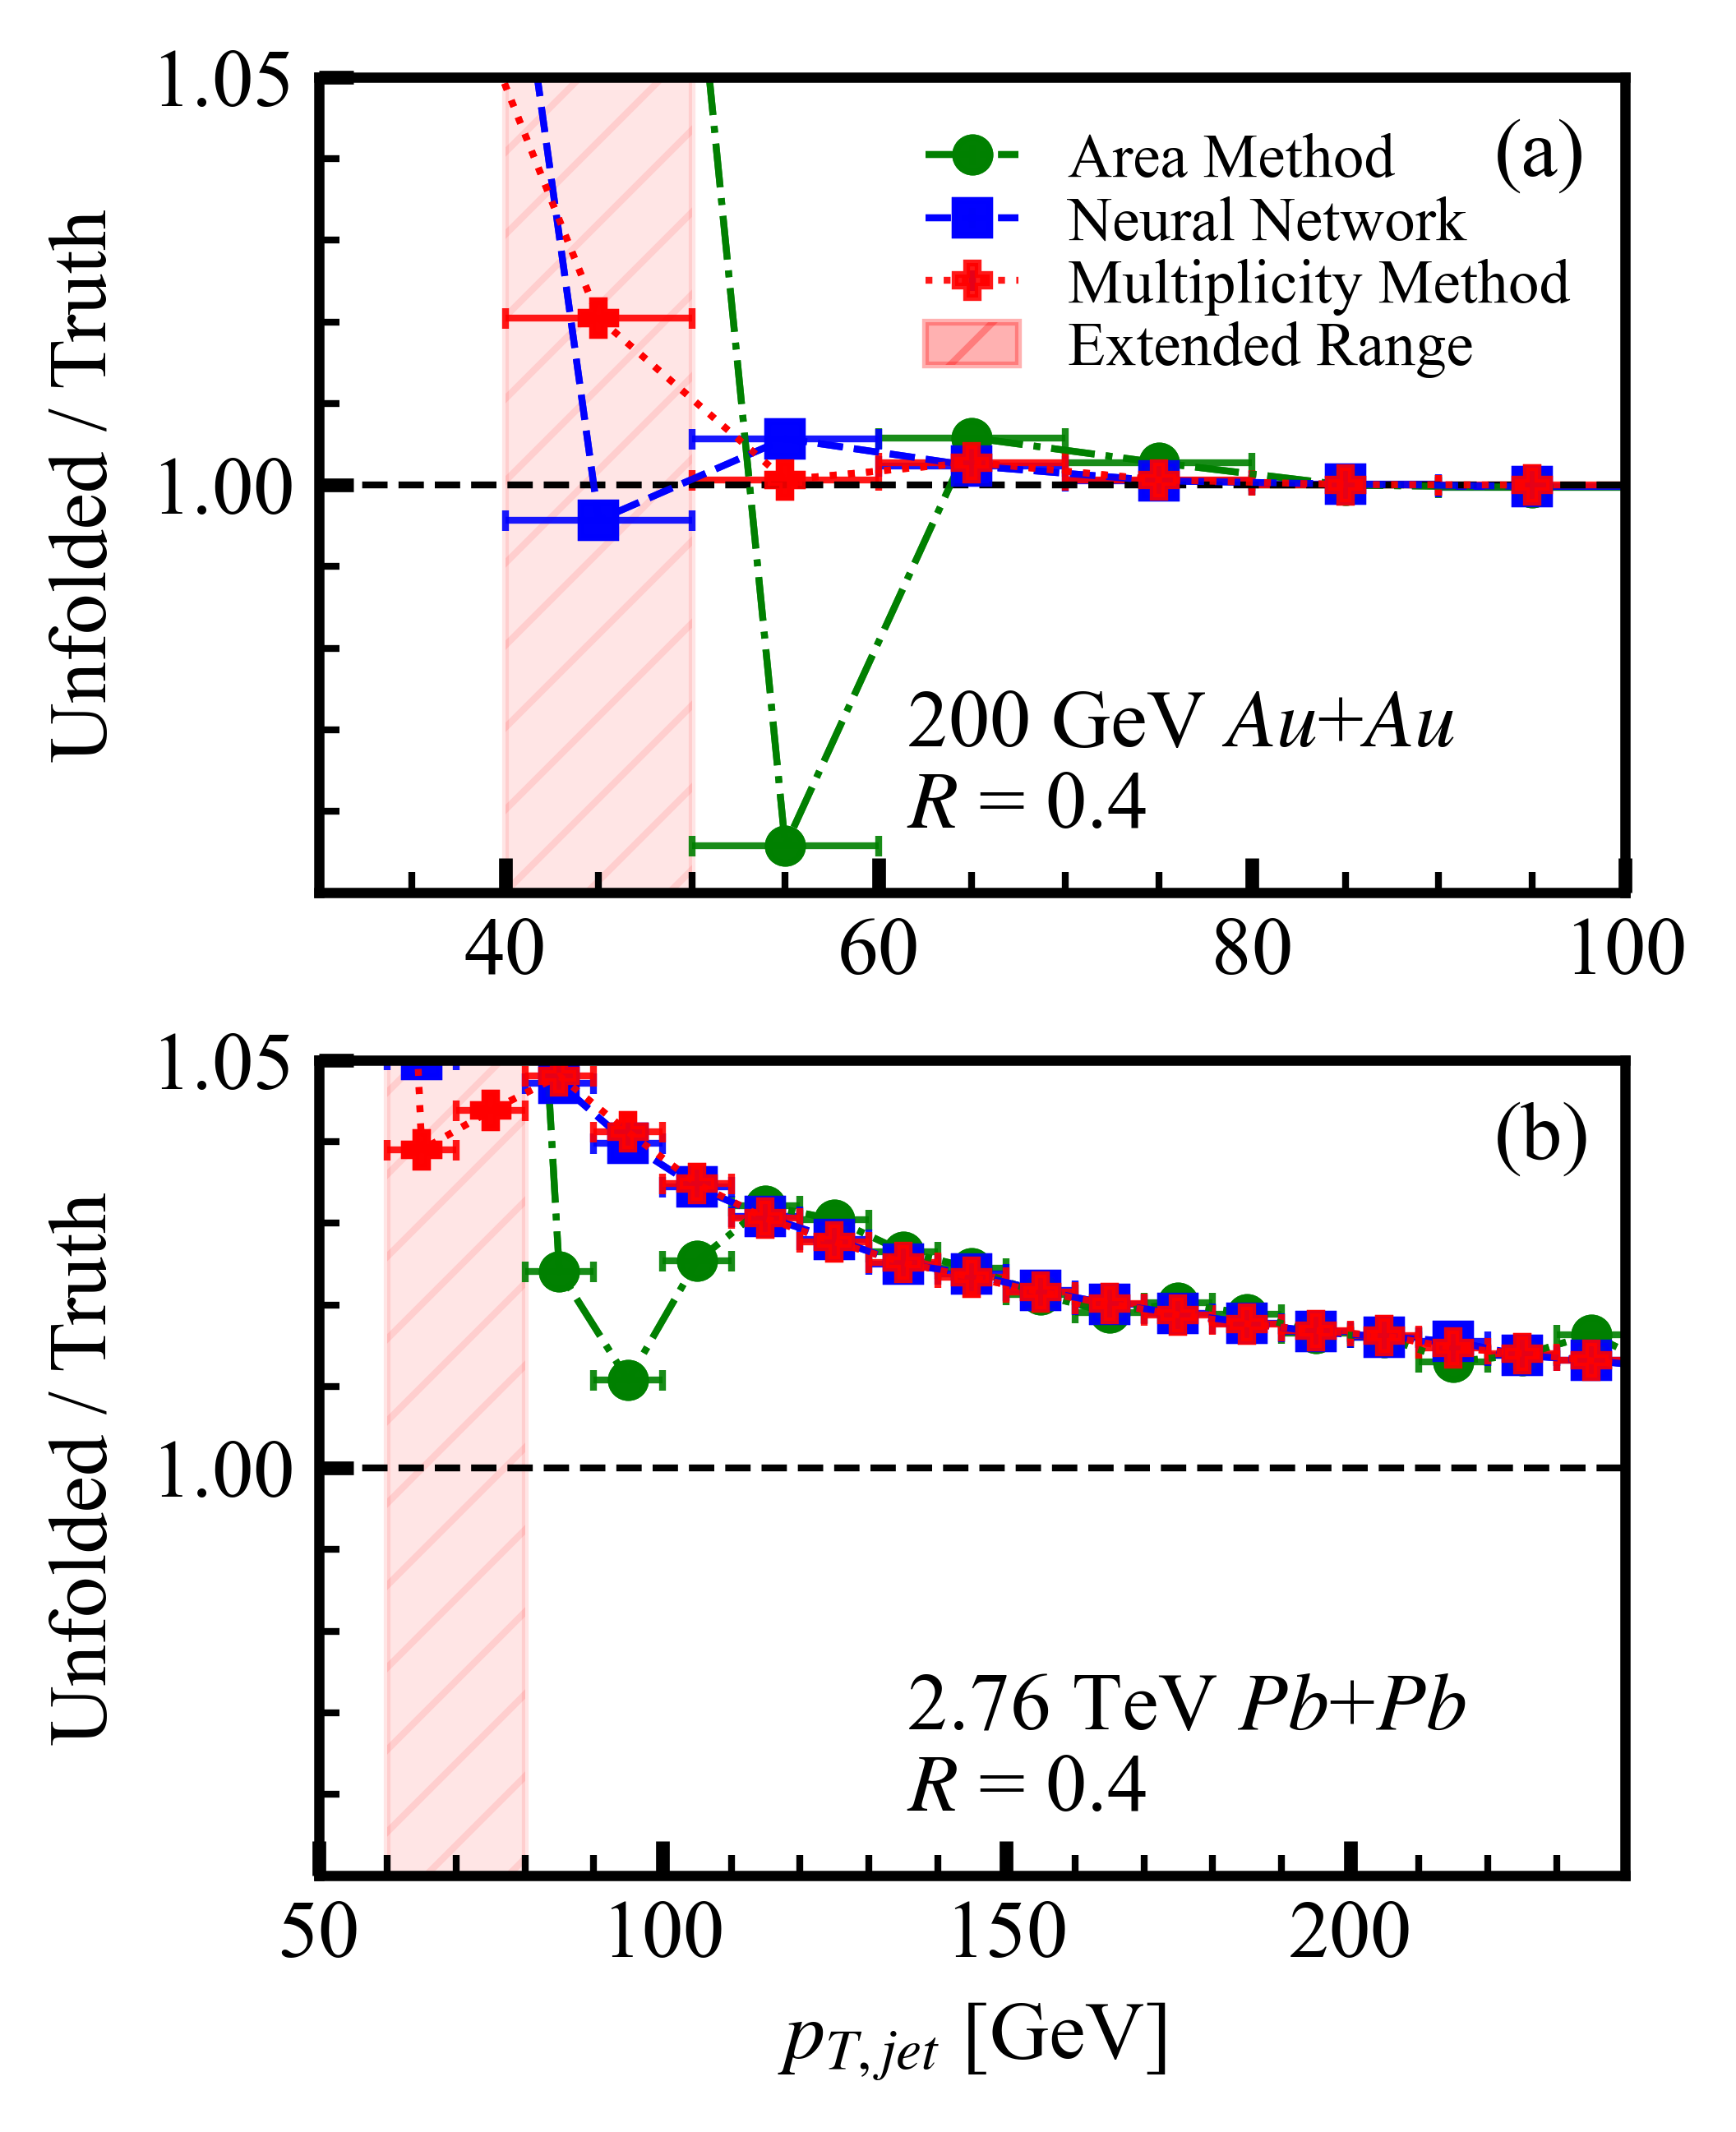 1.05
(a)
Area Method
Neural Network
Multiplicity Method
Extended Range
Unfolded / Truth
1.00
200 GeV Au+Au
R = 0.4
40 60 80 100
1.05
(b)
Unfolded / Truth
1.00
2.76 TeV Pb+Pb
R = 0.4
50 100 150 200
p_{T,jet} [GeV]